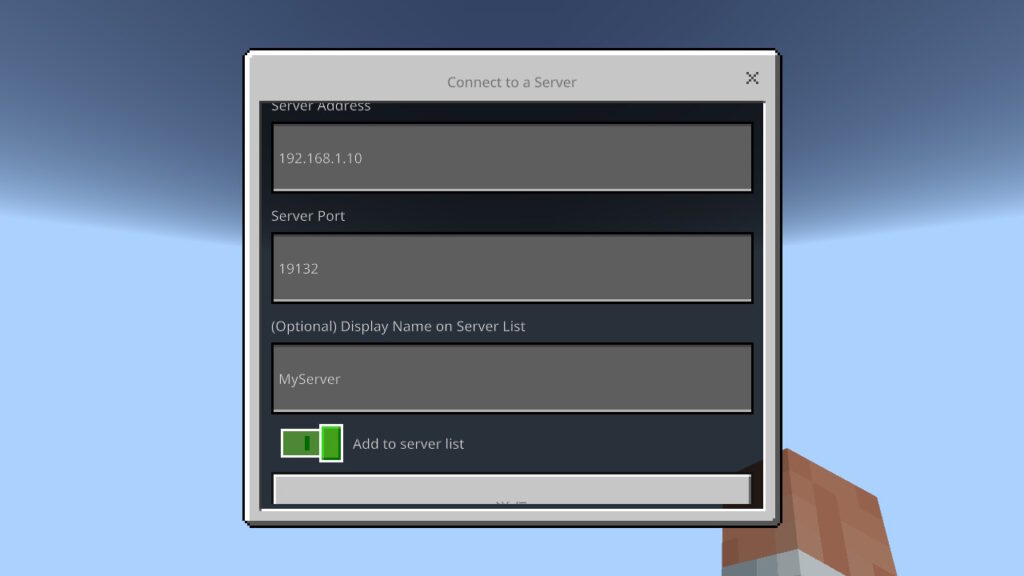 Connect to a Server
Server Address
192.168.1.10
Server Port
19132
(Optional) Display Name on Server List
MyServer
Add to server list